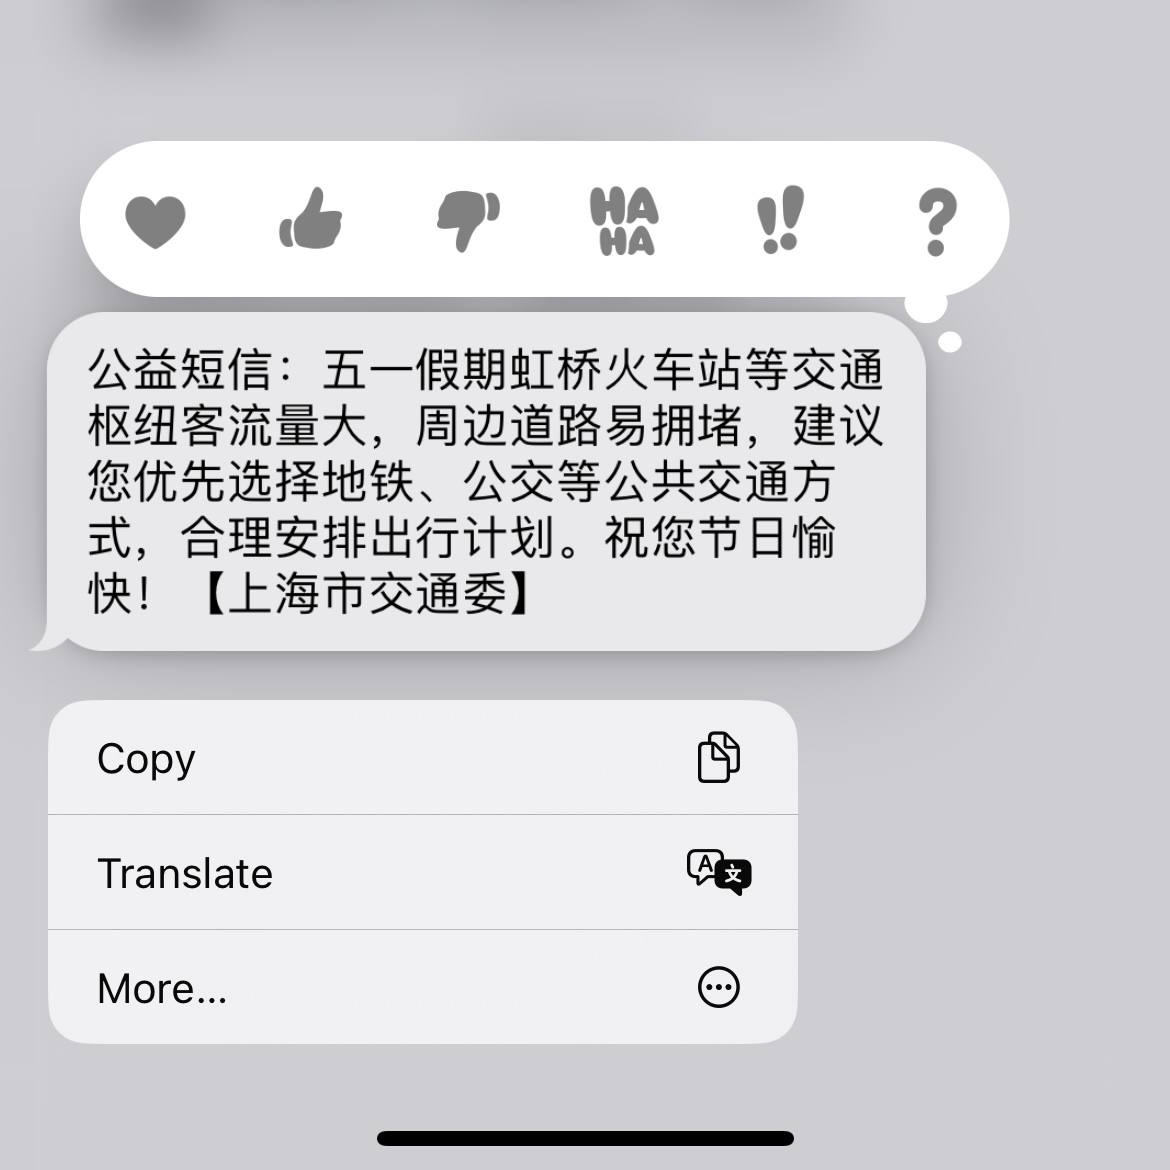 HA
HA
公益短信：五一假期虹桥火车站等交通
枢纽客流量大，周边道路易拥堵，建议
您优先选择地铁、公交等公共交通方
式，合理安排出行计划。祝您节日愉
快！【上海市交通委】
Copy
Translate
A文
More...